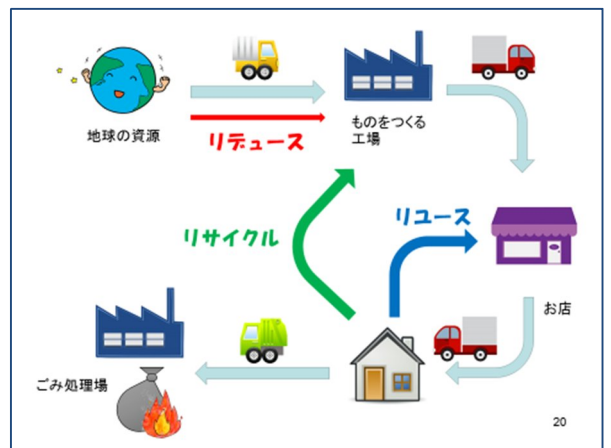 地球の資源
リデュース
ものをつくる
工場
リサイクル
リユース
お店
ごみ処理場
20